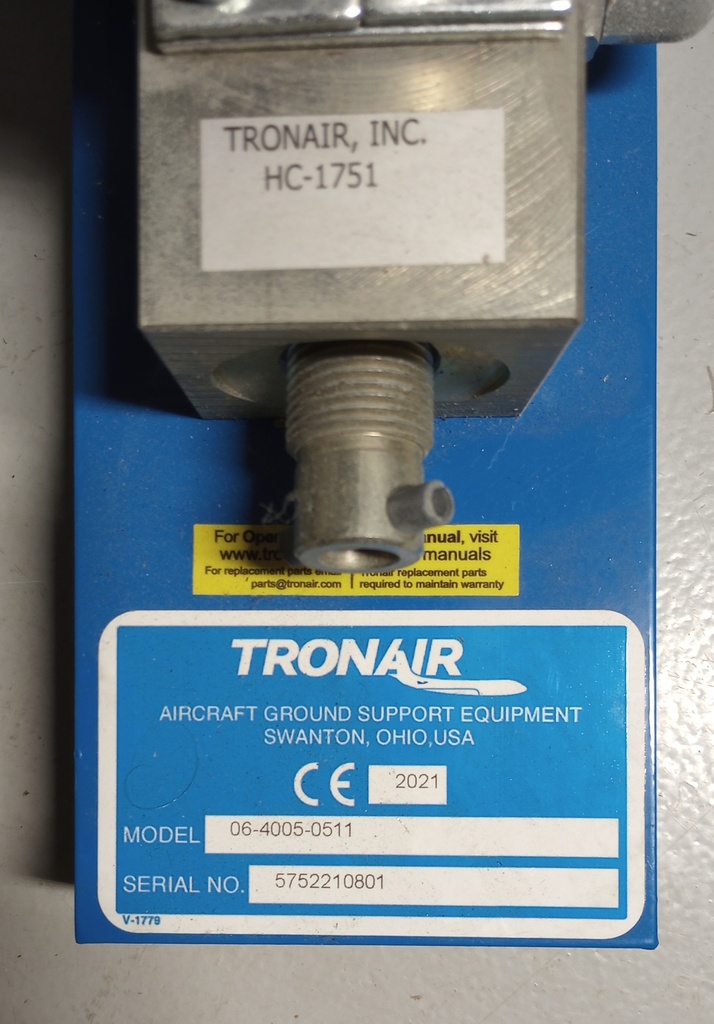 TRONAIR, INC.
HC-1751
For anual, visit
www.tr manuals
For replacement parts Tronair replacement parts
parts@tronair.com required to maintain warranty
TRONAIR
AIRCRAFT GROUND SUPPORT EQUIPMENT
SWANTON, OHIO,USA
CE 2021
MODEL 06-4005-0511
SERIAL NO. 5752210801
V-1779